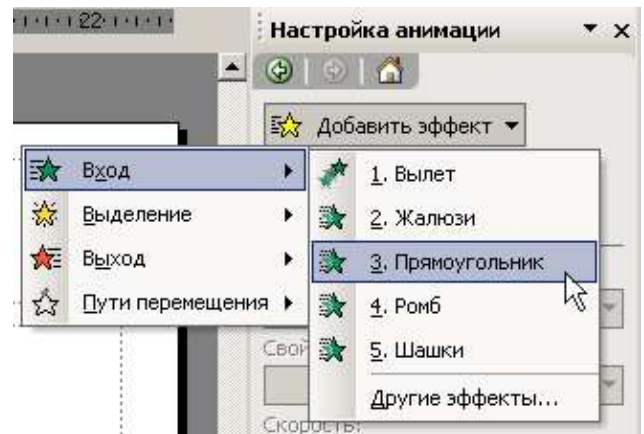 22
Настройка анимации
Добавить эффект
Вход
Выделение
Выход
Пути перемещения
1. Вылет
2. Жалюзи
3. Прямоугольник
4. Ромб
5. Шашки
Другие эффекты...
Свой
Скорость: